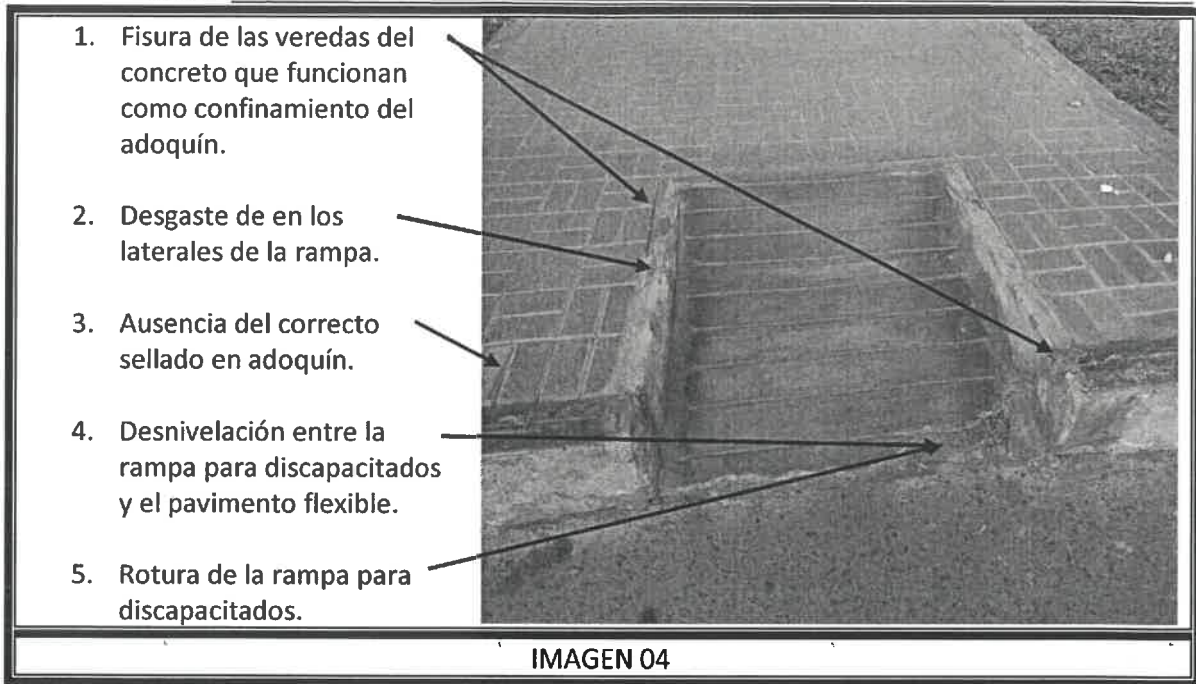 1. Fisura de las veredas del
concreto que funcionan
como confinamiento del
adoquín.
2. Desgaste de en los
laterales de la rampa.
3. Ausencia del correcto
sellado en adoquín.
4. Desnivelación entre la
rampa para discapacitados
y el pavimento flexible.
5. Rotura de la rampa para
discapacitados.
IMAGEN 04